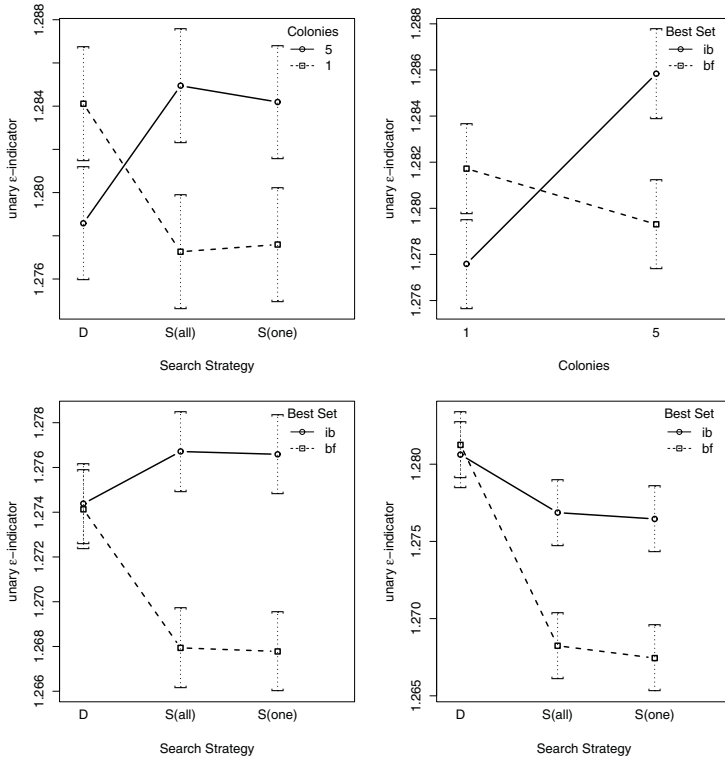 Colonies
5
1
unary ε−indicator
1.288
1.284
1.280
1.276
D
S(all)
S(one)
Search Strategy
Best Set
ib
bf
unary ε−indicator
1.288
1.286
1.284
1.282
1.280
1.278
1.276
1
5
Colonies
Best Set
ib
bf
unary ε−indicator
1.278
1.276
1.274
1.272
1.270
1.268
1.266
D
S(all)
S(one)
Search Strategy
Best Set
ib
bf
unary ε−indicator
1.280
1.275
1.270
1.265
D
S(all)
S(one)
Search Strategy